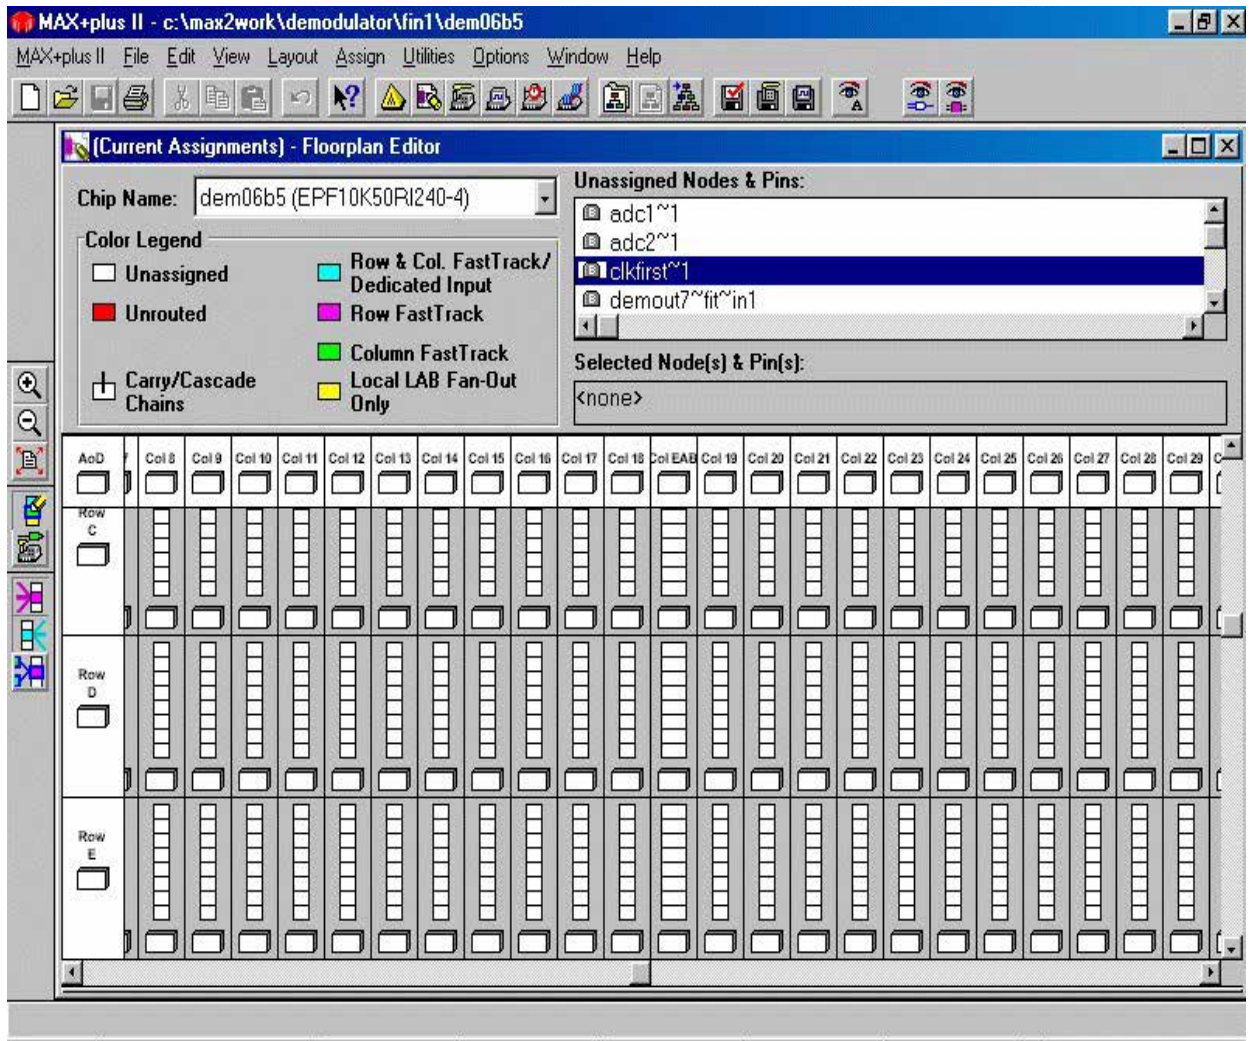 MAX+plus II - c:\max2work\demodulator\fin1\dem06b5
MAX+plus II File Edit View Layout Assign Utilities Options Window Help
(Current Assignments) - Floorplan Editor
Chip Name: dem06b5 (EPF10K50RI240-4)
Color Legend
Unassigned
Unrouted
Carry/Cascade
Chains
Row & Col. FastTrack/
Dedicated Input
Row FastTrack
Column FastTrack
Local LAB Fan-Out
Only
Unassigned Nodes & Pins:
adc1~1
adc2~1
clkfirst~1
demout7~fit~in1
Selected Node(s) & Pin(s):
<none>
AoD Col 8 Col 9 Col 10 Col 11 Col 12 Col 13 Col 14 Col 15 Col 16 Col 17 Col 18 Col EAB Col 19 Col 20 Col 21 Col 22 Col 23 Col 24 Col 25 Col 26 Col 27 Col 28 Col 29
Row
C
Row
D
Row
E